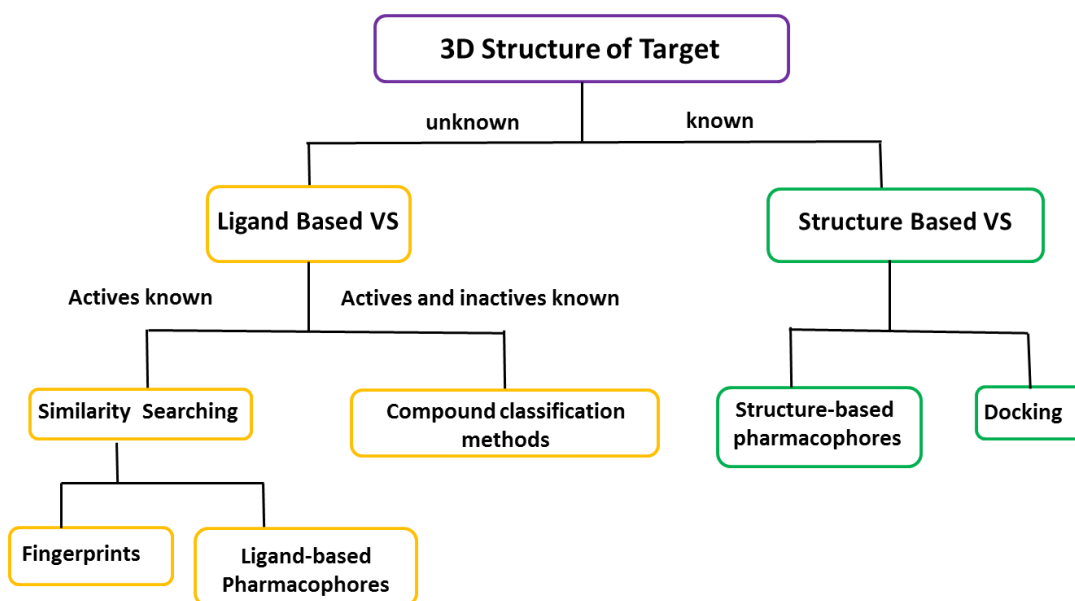 3D Structure of Target
unknown
known
Ligand Based VS
Structure Based VS
Actives known
Actives and inactives known
Similarity Searching
Compound classification
methods
Structure-based
pharmacophores
Docking
Fingerprints
Ligand-based
Pharmacophores